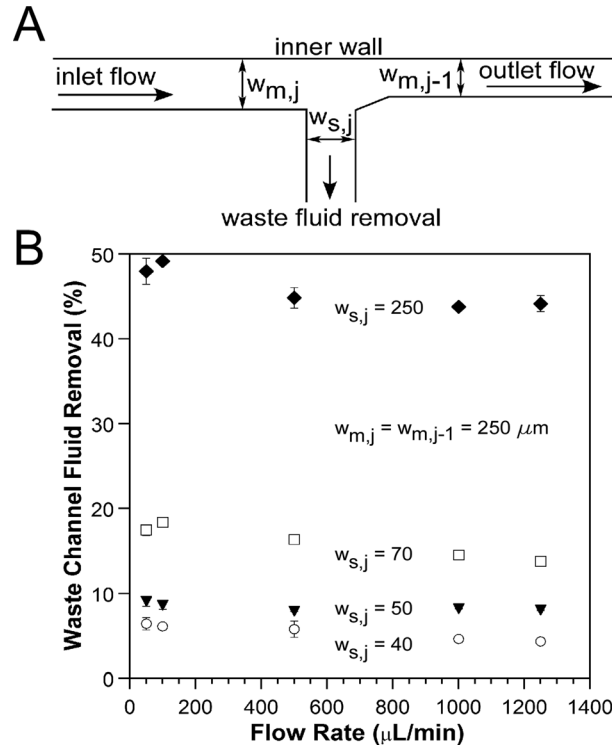 A
inner wall
inlet flow
w_m,j
w_m,j-1
outlet flow
w_s,j
waste fluid removal
B
Waste Channel Fluid Removal (%)
50
40
30
20
10
0
w_s,j = 250
w_m,j = w_m,j-1 = 250 μm
w_s,j = 70
w_s,j = 50
w_s,j = 40
0 200 400 600 800 1000 1200 1400
Flow Rate (μL/min)